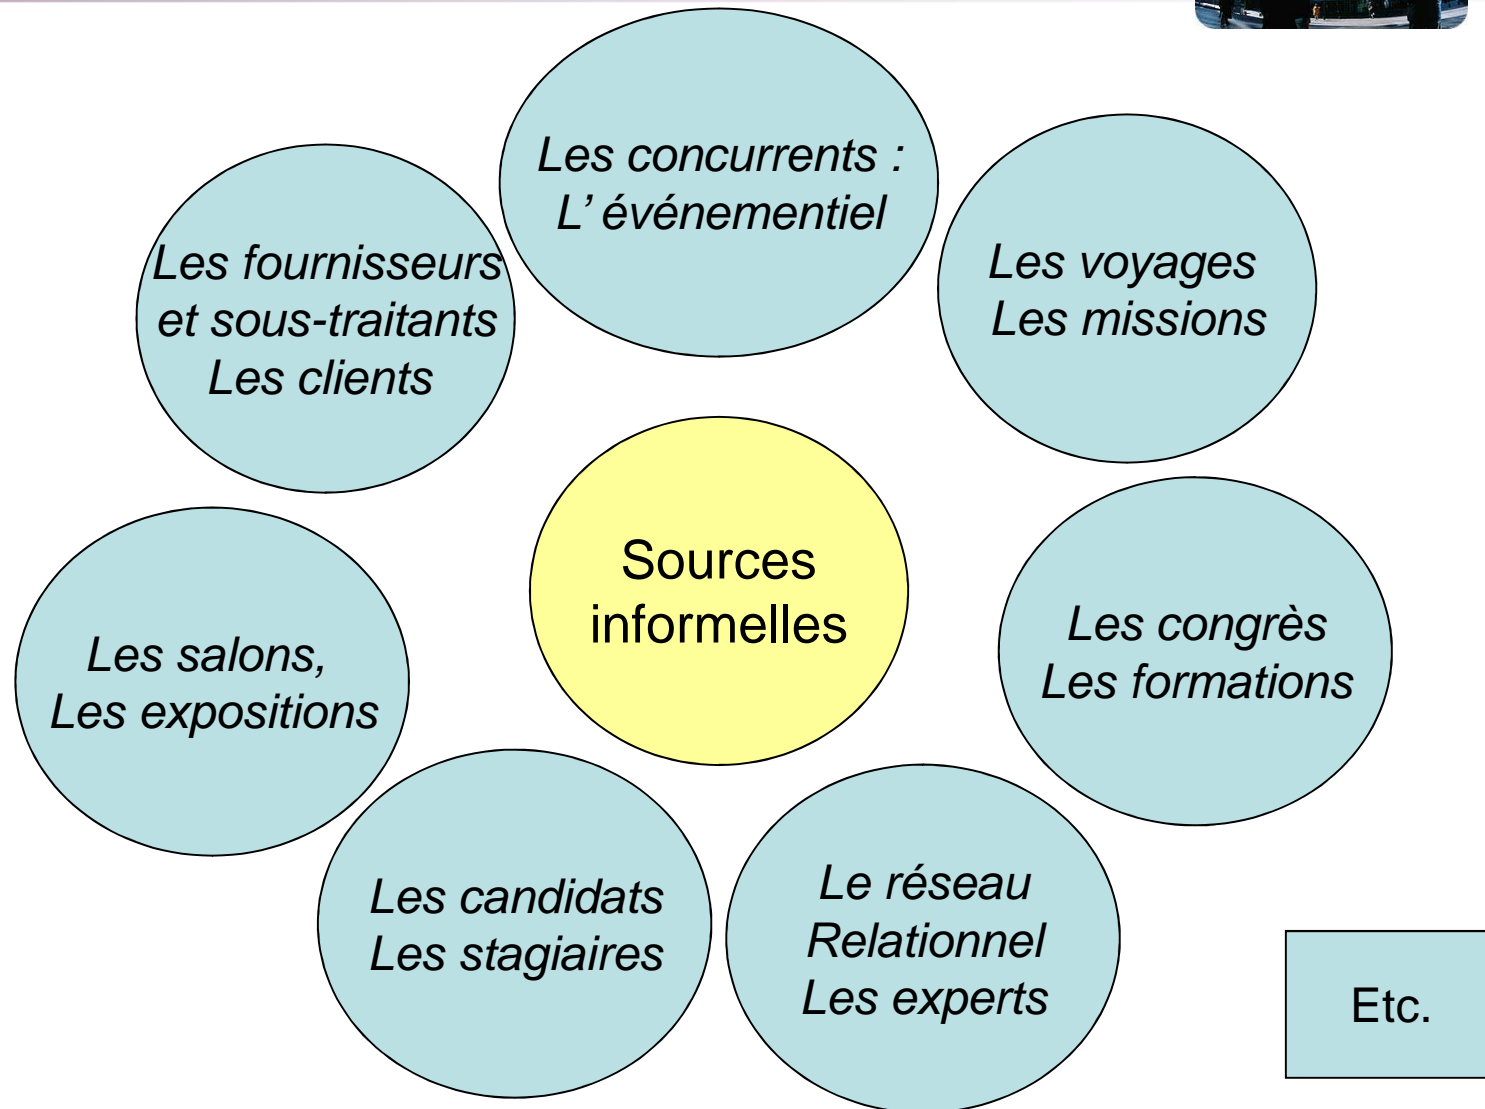 Les concurrents :
L’ événementiel
Les fournisseurs
et sous-traitants
Les clients
Les voyages
Les missions
Sources
informelles
Les salons,
Les expositions
Les congrès
Les formations
Les candidats
Les stagiaires
Le réseau
Relationnel
Les experts
Etc.